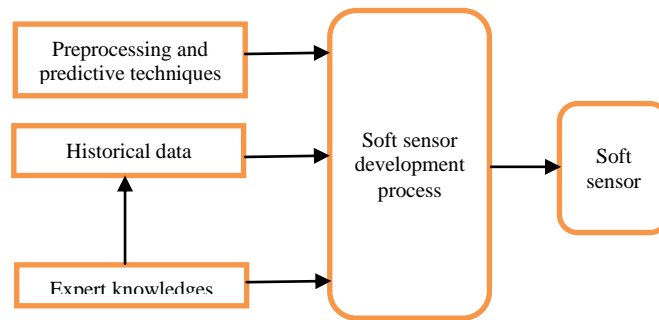 Preprocessing and
predictive techniques
Historical data
Expert knowledges
Soft sensor
development
process
Soft
sensor